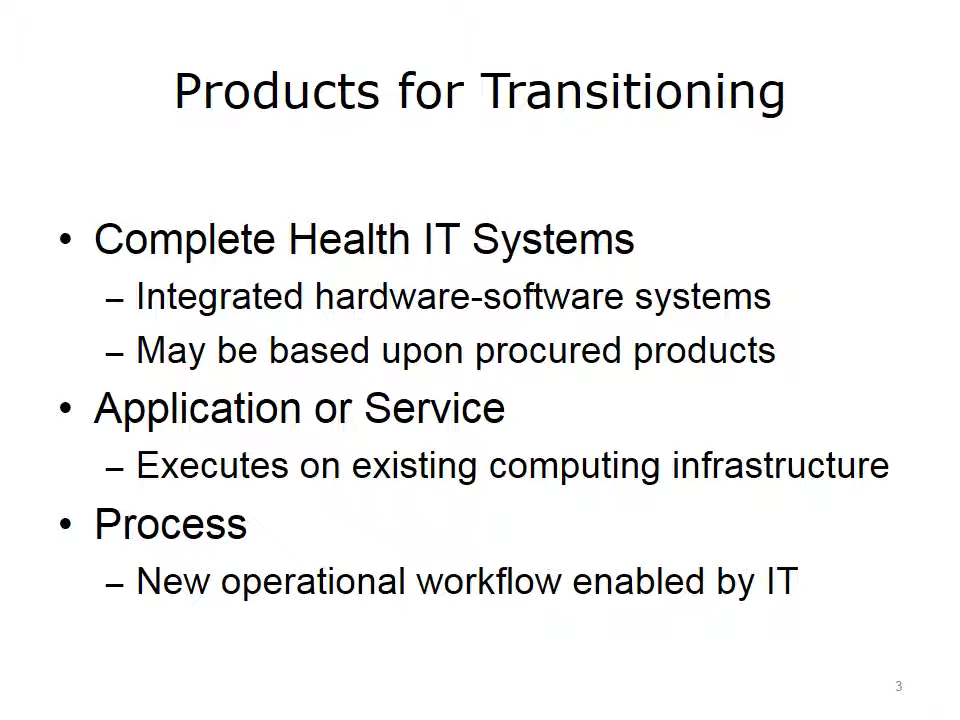 Products for Transitioning
• Complete Health IT Systems
– Integrated hardware-software systems
– May be based upon procured products
• Application or Service
– Executes on existing computing infrastructure
• Process
– New operational workflow enabled by IT
3